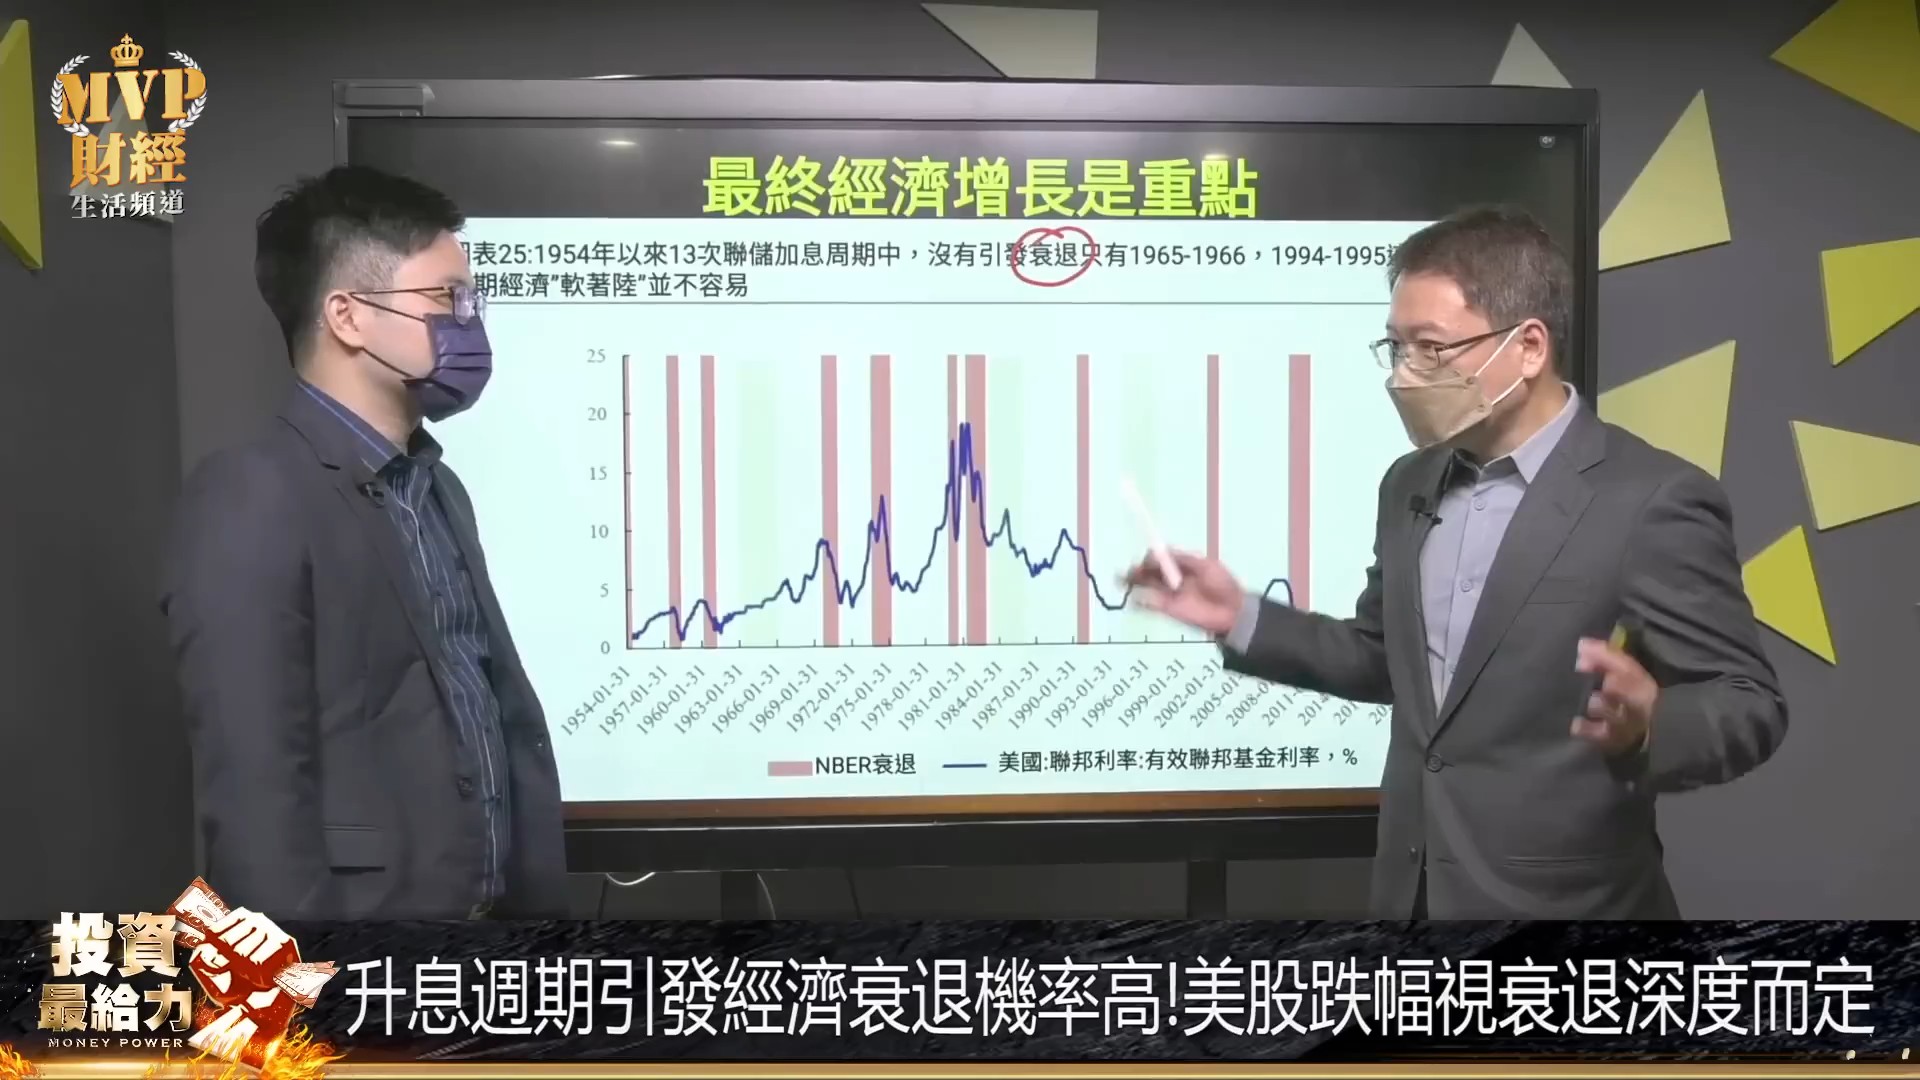 MVP
財經
生活頻道
最終經濟增長是重點
表25:1954年以來13次聯儲加息周期中，沒有引發衰退只有1965-1966，1994-1995
期經濟”軟著陸”並不容易
25
20
15
10
5
0
1954-01-31
1957-01-31
1960-01-31
1963-01-31
1966-01-31
1969-01-31
1972-01-31
1975-01-31
1978-01-31
1981-01-31
1984-01-31
1987-01-31
1990-01-31
1993-01-31
1996-01-31
1999-01-31
2002-01-31
NBER衰退
美國:聯邦利率:有效聯邦基金利率，%
投資
最給力
MONEY POWER
升息週期引發經濟衰退機率高!美股跌幅視衰退深度而定